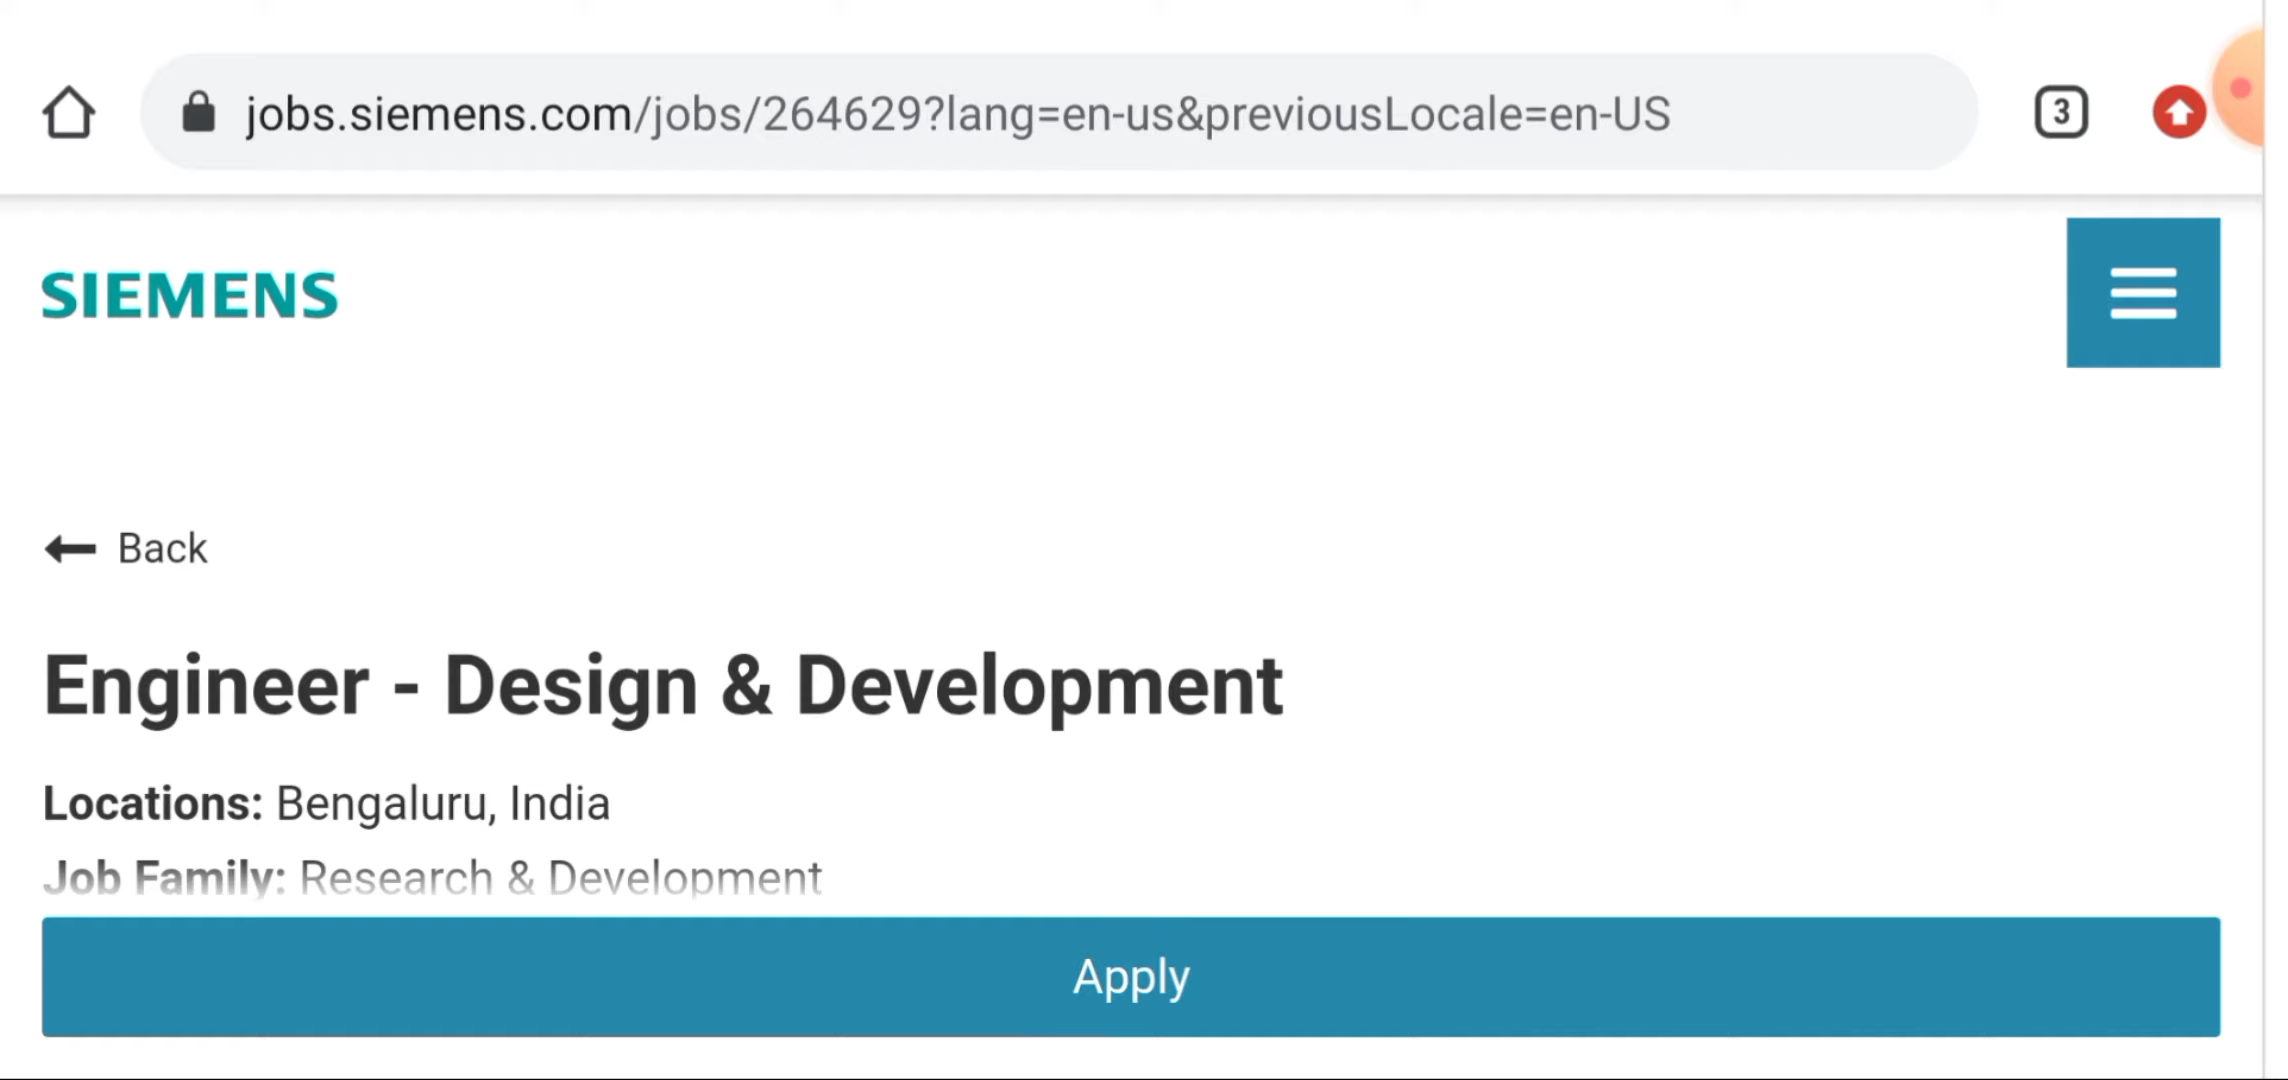 jobs.siemens.com/jobs/264629?lang=en-us&previousLocale=en-US
3
SIEMENS
Back
Engineer - Design & Development
Locations: Bengaluru, India
Job Family: Research & Development
Apply